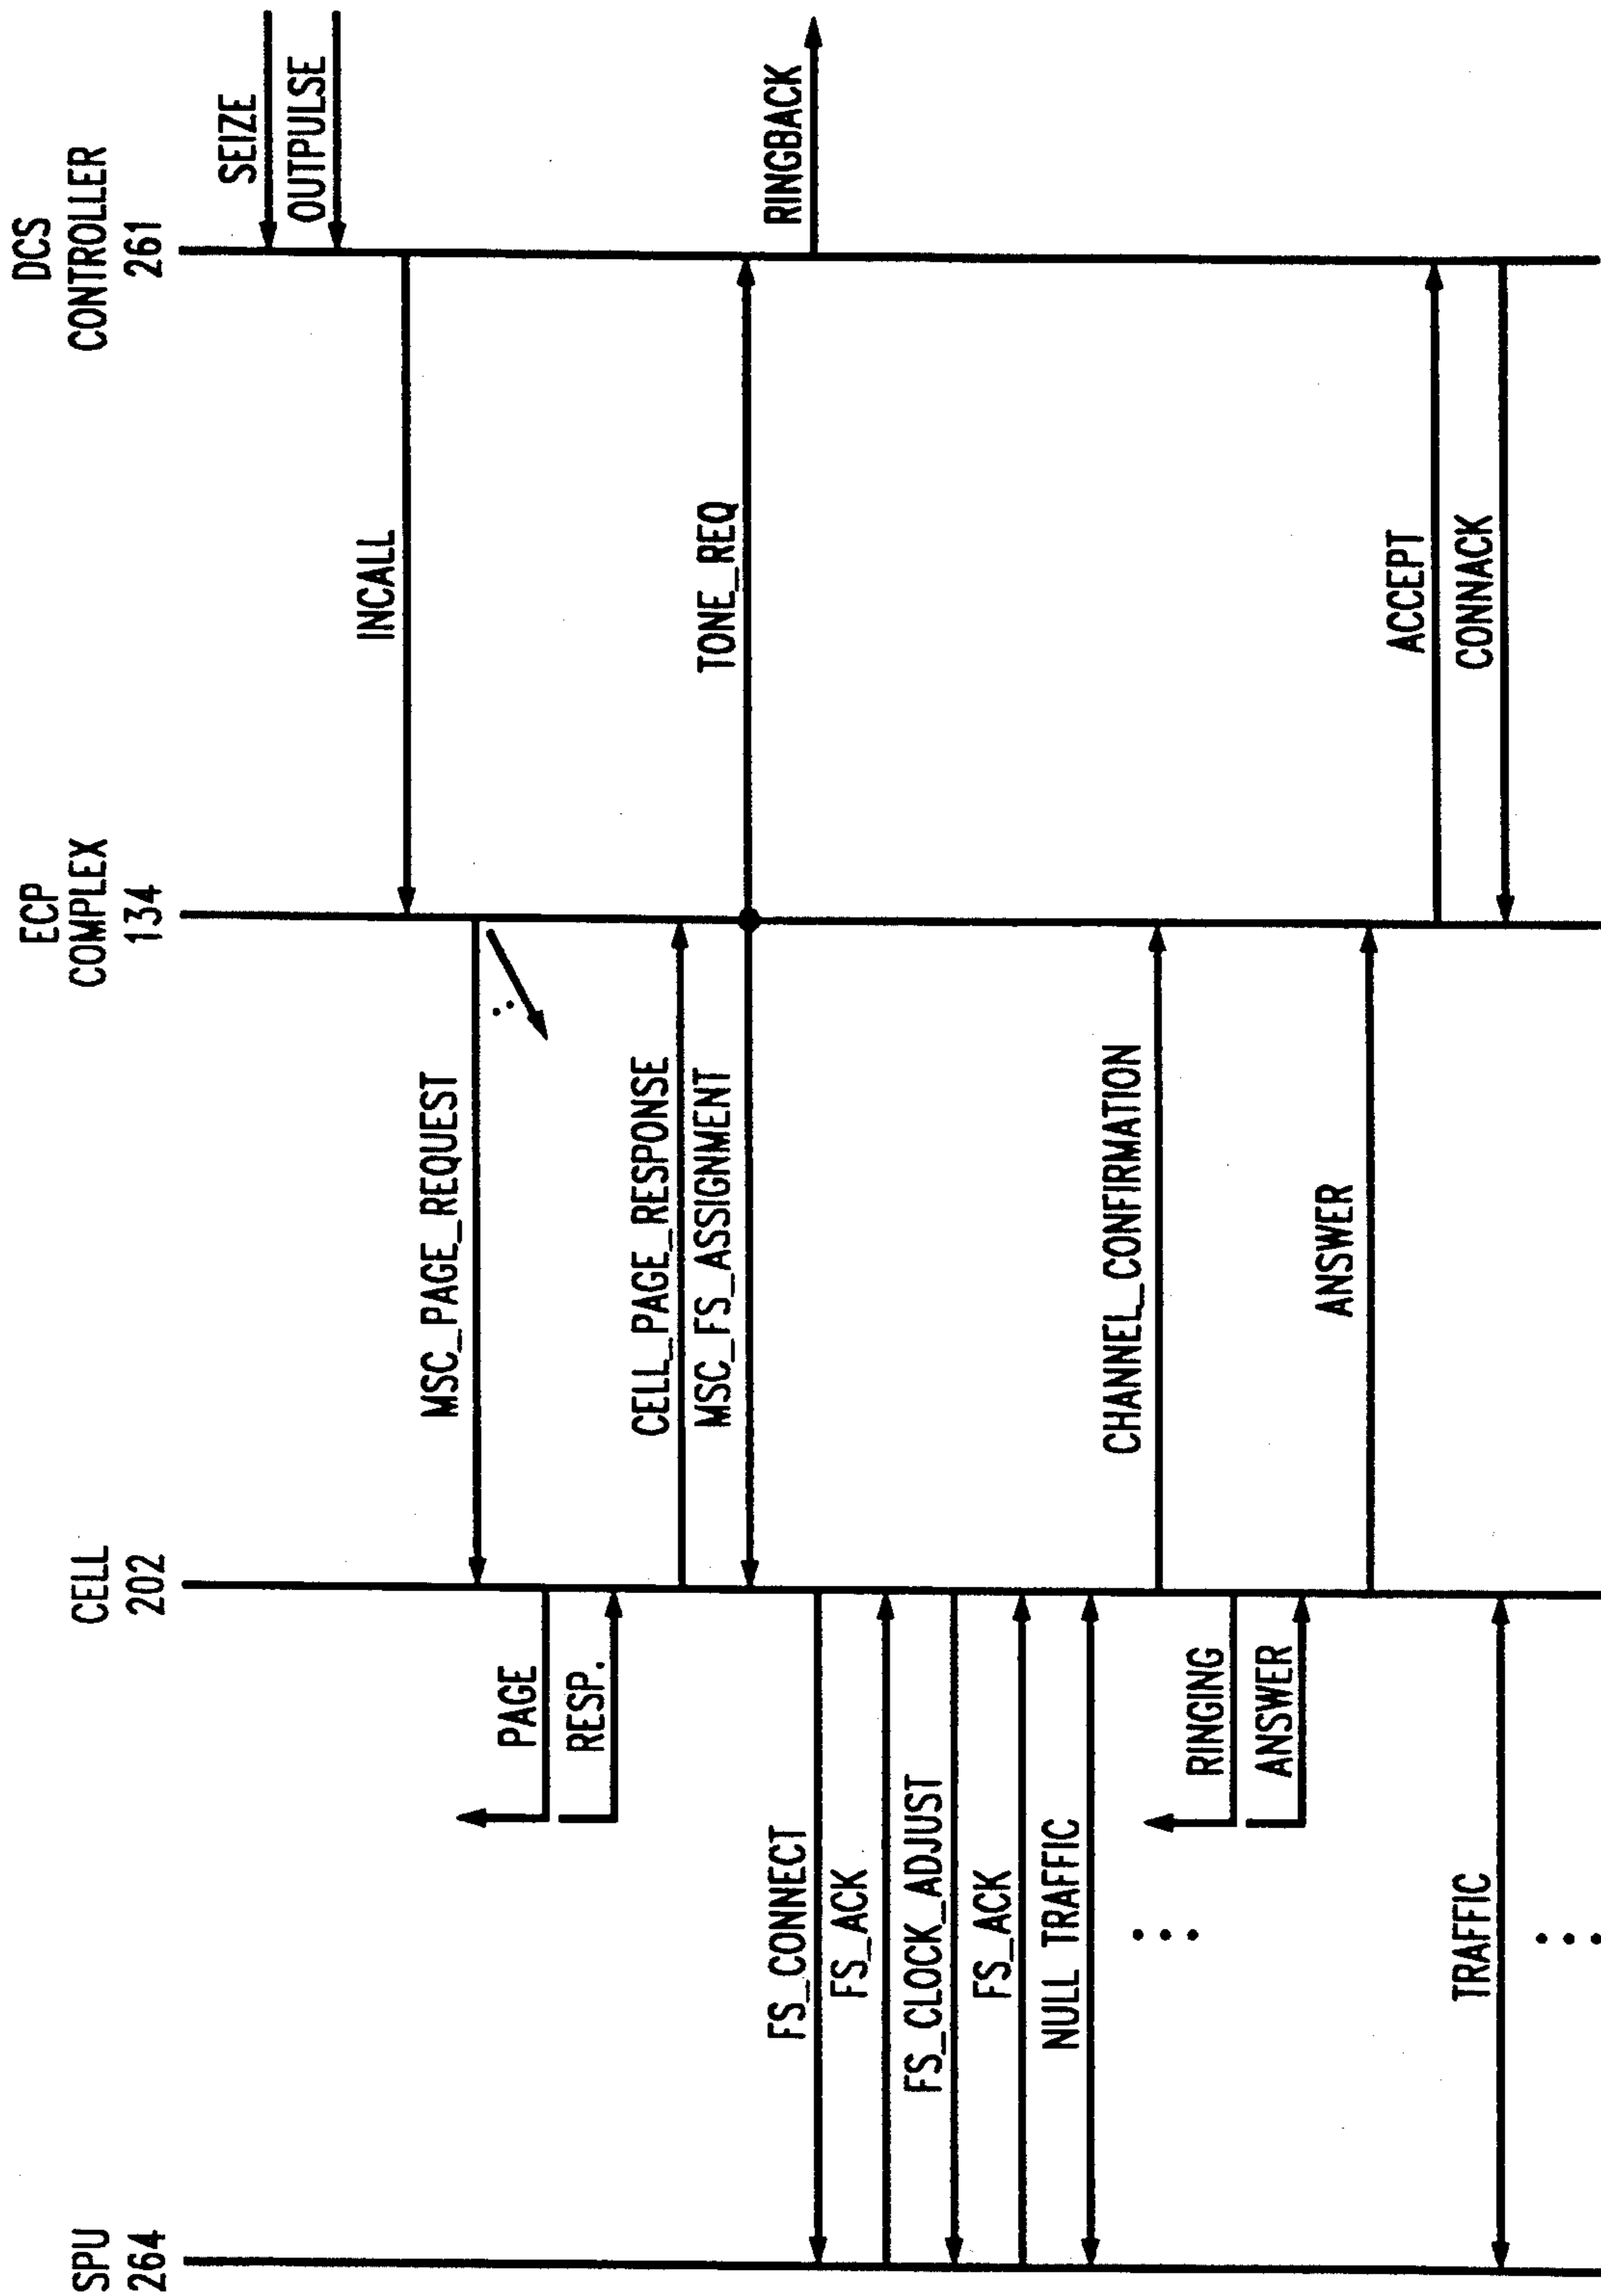 SPU
264
CELL
202
ECP
COMPLEX
134
DCS
CONTROLLER
261
SEIZE
OUTPULSE
INCALL
MSC_PAGE_REQUEST
PAGE
RESP.
CELL_PAGE_RESPONSE
MSC_FS_ASSIGNMENT
TONE_REQ
FS_CONNECT
RINGBACK
FS_ACK
FS_CLOCK_ADJUST
FS_ACK
NULL TRAFFIC
CHANNEL_CONFIRMATION
RINGING
ANSWER
ANSWER
ACCEPT
TRAFFIC
CONNACK